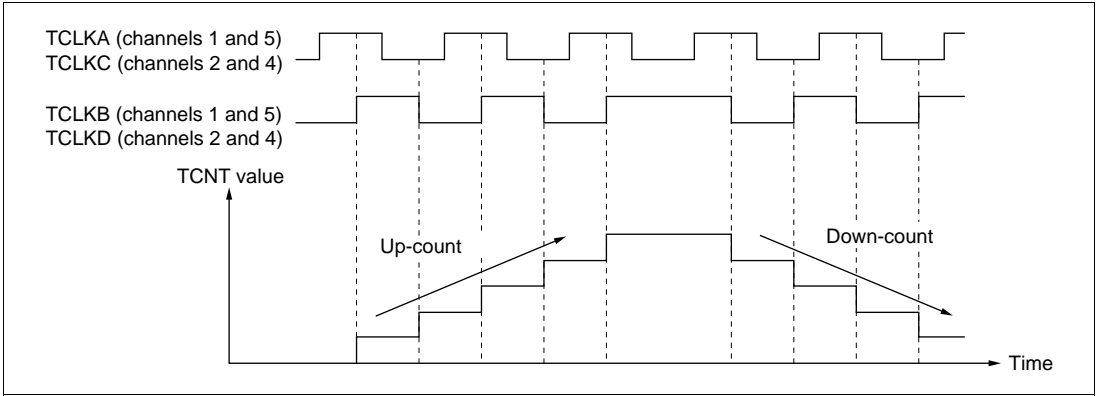 TCLKA (channels 1 and 5)
TCLKC (channels 2 and 4)
TCLKB (channels 1 and 5)
TCLKD (channels 2 and 4)
TCNT value
Up-count
Down-count
Time